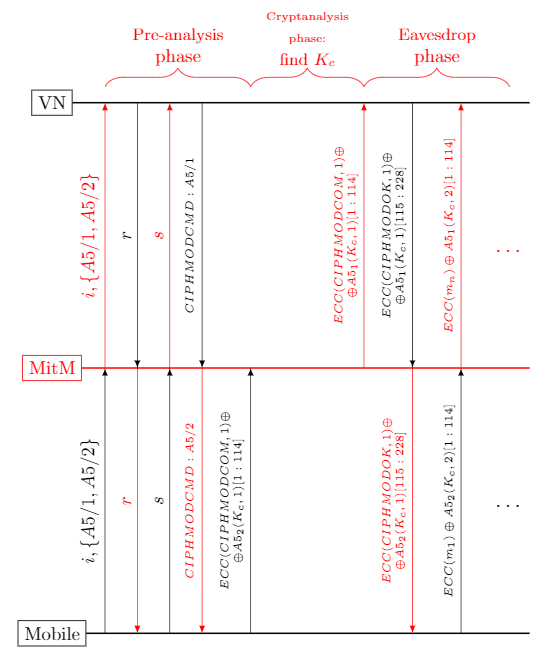 Pre-analysis
phase
Cryptanalysis
phase:
find K_c
Eavesdrop
phase
VN
i, {A5/1, A5/2}
r
s
CIPHMODCMD : A5/1
ECC(CIPHMODCOM, 1)⊕
⊕A5_1(K_c, 1)[1 : 114]
ECC(CIPHMODOK, 1)⊕
⊕A5_1(K_c, 1)[115 : 228]
ECC(m_n) ⊕ A5_1(K_c, 2)[1 : 114]
...
MitM
i, {A5/1, A5/2}
r
s
CIPHMODCMD : A5/2
ECC(CIPHMODCOM, 1)⊕
⊕A5_2(K_c, 1)[1 : 114]
ECC(CIPHMODOK, 1)⊕
⊕A5_2(K_c, 1)[115 : 228]
ECC(m_1) ⊕ A5_2(K_c, 2)[1 : 114]
...
Mobile